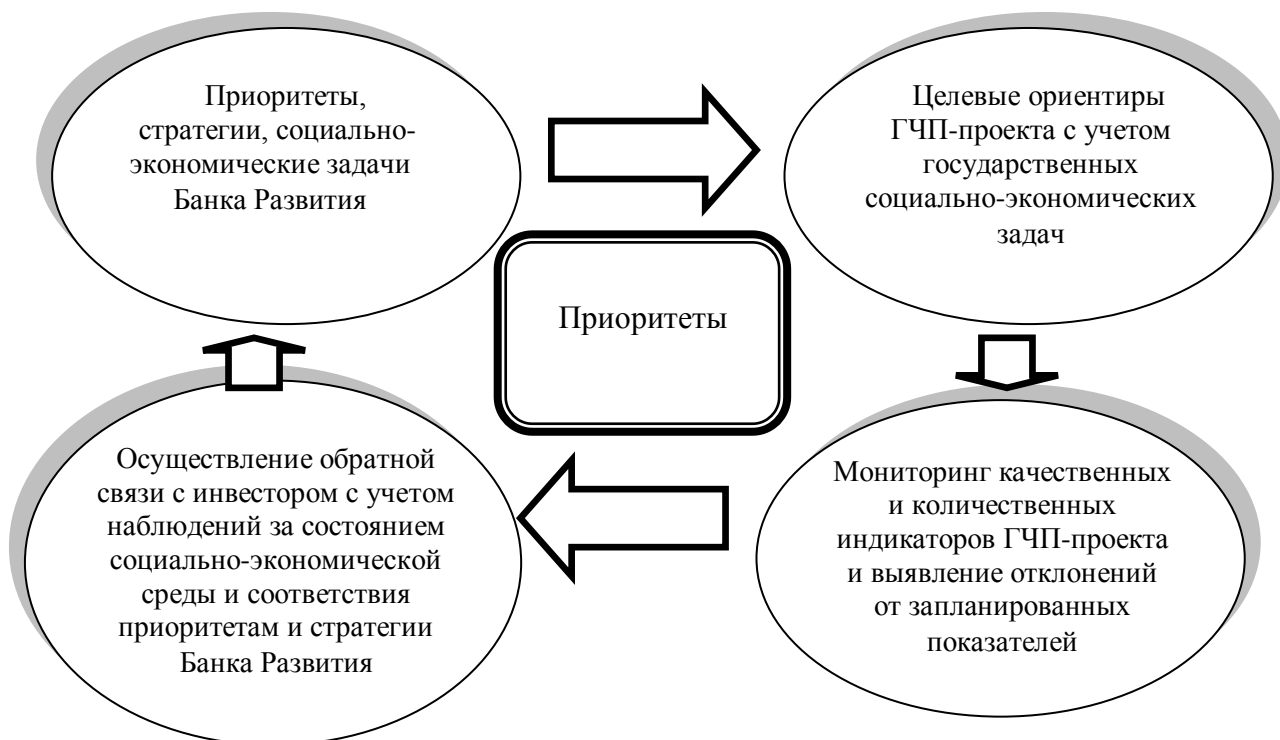 Приоритеты,
стратегии, социально-
экономические задачи
Банка Развития
Целевые ориентиры
ГЧП-проекта с учетом
государственных
социально-экономических
задач
Приоритеты
Осуществление обратной
связи с инвестором с учетом
наблюдений за состоянием
социально-экономической
среды и соответствия
приоритетам и стратегии
Банка Развития
Мониторинг качественных
и количественных
индикаторов ГЧП-проекта
и выявление отклонений
от запланированных
показателей